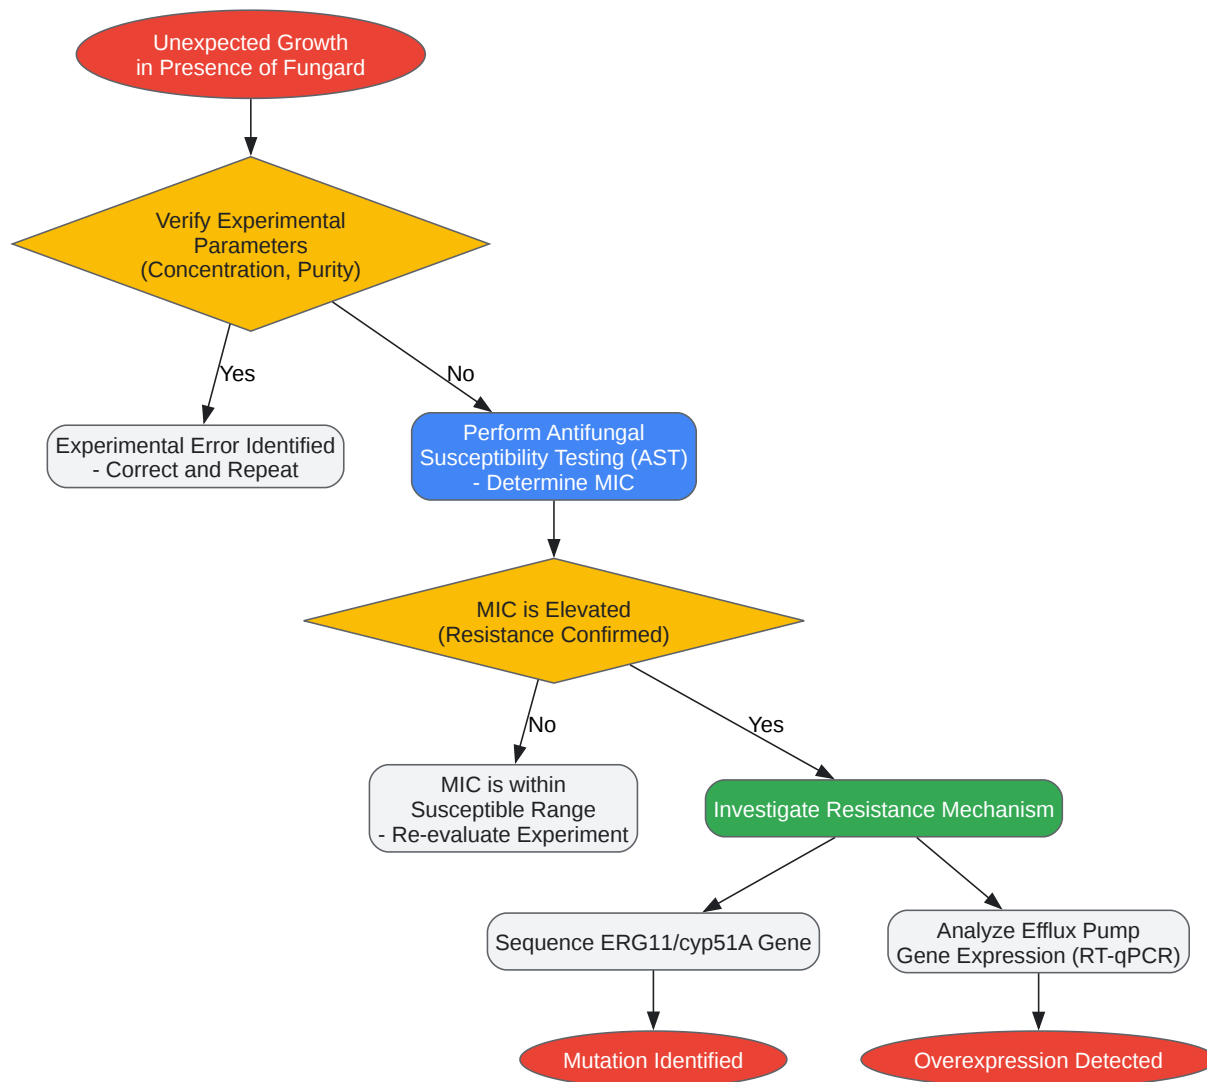 Unexpected Growth
in Presence of Fungard
Verify Experimental
Parameters
(Concentration, Purity)
Yes
No
Experimental Error Identified
- Correct and Repeat
Perform Antifungal
Susceptibility Testing (AST)
- Determine MIC
MIC is Elevated
(Resistance Confirmed)
No
Yes
MIC is within
Susceptible Range
- Re-evaluate Experiment
Investigate Resistance Mechanism
Sequence ERG11/cyp51A Gene
Analyze Efflux Pump
Gene Expression (RT-qPCR)
Mutation Identified
Overexpression Detected